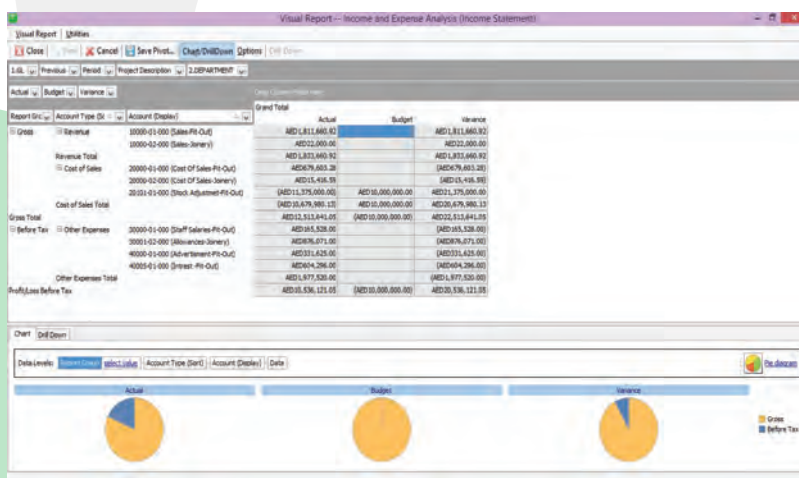 Visual Report -- Income and Expense Analysis (Income Statement)
Visual Report Utilities
Close Cancel Save Pivot... Chart/DrillDown Options Drill Down
1.GL Previous Period Project Description 2.DEPARTMENT
Actual Budget Variance
Report Gro Account Type (S Account (Display) Grand Total
Actual Budget Variance
Gross Revenue 10000-01-000 (Sales-Fit-Out) AED1,811,660.92 AED1,811,660.92
10000-02-000 (Sales-Joinery) AED22,000.00 AED22,000.00
Revenue Total AED1,833,660.92 AED1,833,660.92
Cost of Sales 20000-01-000 (Cost Of Sales-Fit-Out) AED679,603.28 (AED679,603.28)
20000-02-000 (Cost Of Sales-Joinery) AED15,416.59 (AED15,416.59)
20101-01-000 (Stock Adjustmet-Fit-Out) (AED11,375,000.00) AED10,000,000.00 AED21,375,000.00
Cost of Sales Total (AED10,679,980.13) AED10,000,000.00 AED20,679,980.13
Gross Total AED12,513,641.05 (AED10,000,000.00) AED22,513,641.05
Before Tax Other Expenses 30000-01-000 (Staff Salaries-Fit-Out) AED165,528.00 (AED165,528.00)
30001-02-000 (Allowances-Joinery) AED876,071.00 (AED876,071.00)
40000-01-000 (Advertisment-Fit-Out) AED331,625.00 (AED331,625.00)
40005-01-000 (Intrest -Fit-Out) AED604,296.00 (AED604,296.00)
Other Expenses Total AED1,977,520.00 (AED1,977,520.00)
Profit/Loss Before Tax AED10,536,121.05 (AED10,000,000.00) AED20,536,121.05
Chart Drill Down
Data Levels: Report Group select value Account Type (Sort) Account (Display) Data Pie diagram
Actual Budget Variance
Gross
Before Tax